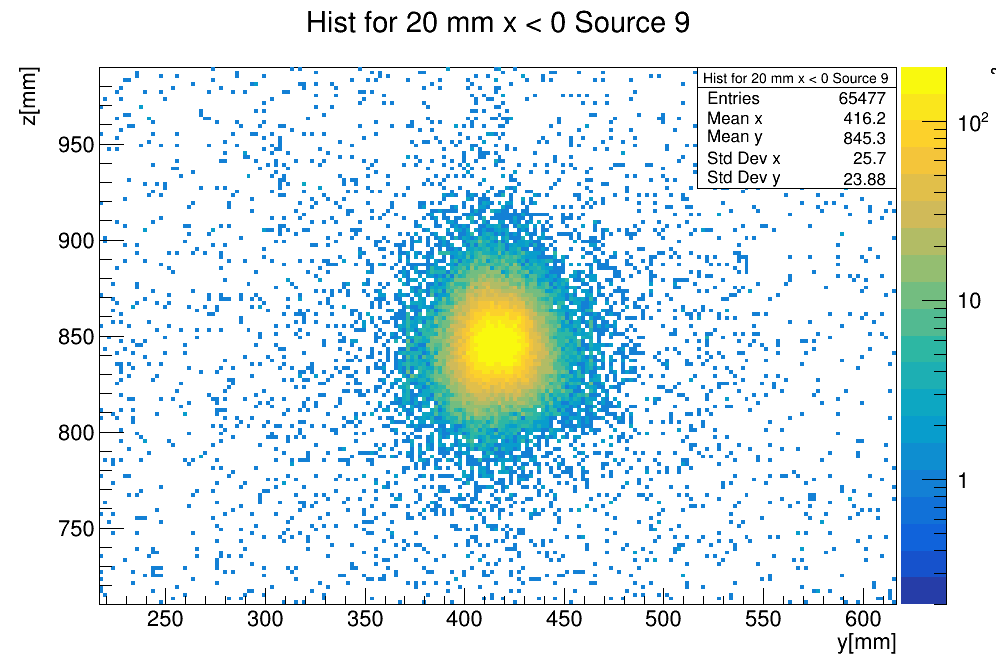 Hist for 20 mm x < 0 Source 9
z[mm]
Hist for 20 mm x < 0 Source 9
Entries 65477
Mean x 416.2
Mean y 845.3
Std Dev x 25.7
Std Dev y 23.88
950
900
850
800
750
250 300 350 400 450 500 550 600
y[mm]
10²
10
1